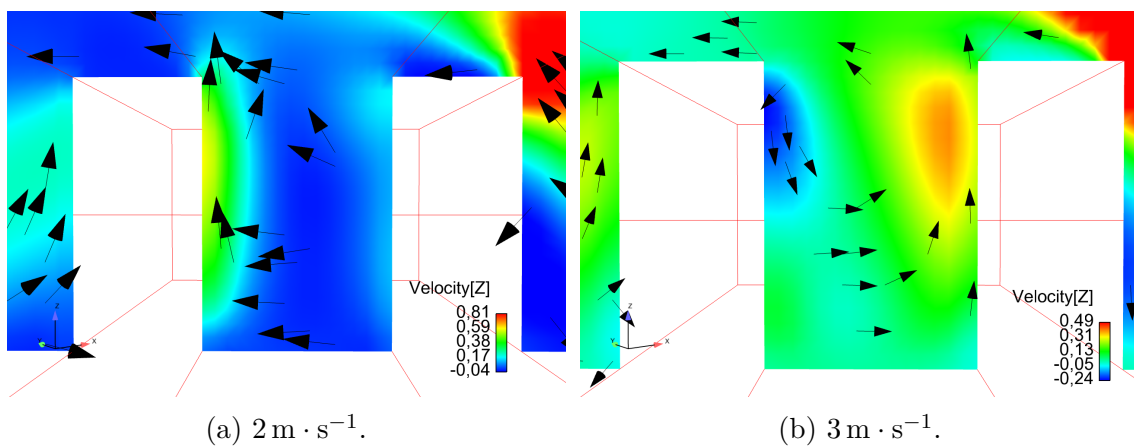 Velocity[Z]
0,81
0,59
0,38
0,17
-0,04
Z
X
Y
(a) 2 m · s⁻¹.
Velocity[Z]
0,49
0,31
0,13
-0,05
-0,24
Z
Y
X
(b) 3 m · s⁻¹.